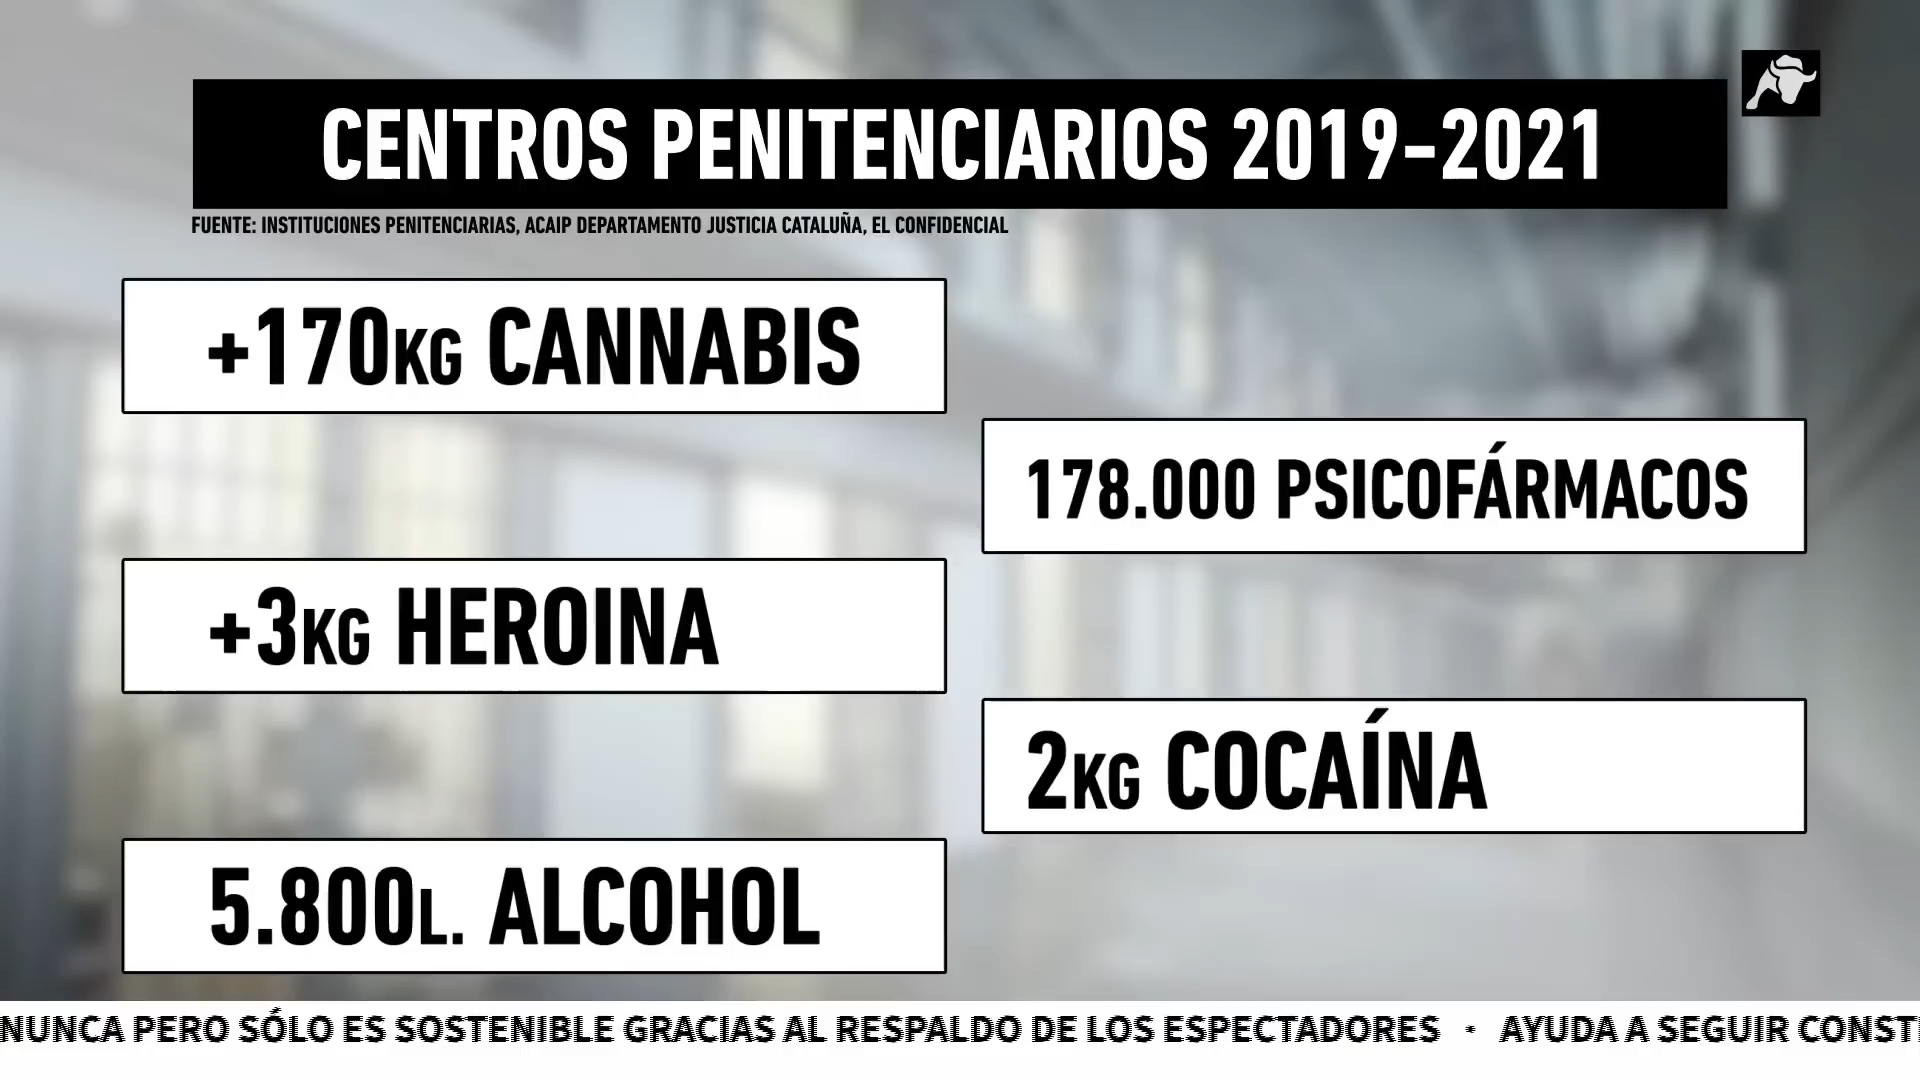 CENTROS PENITENCIARIOS 2019-2021
FUENTE: INSTITUCIONES PENITENCIARIAS, ACAIP DEPARTAMENTO JUSTICIA CATALUÑA, EL CONFIDENCIAL
+170KG CANNABIS
178.000 PSICOFÁRMACOS
+3KG HEROINA
2KG COCAÍNA
5.800L. ALCOHOL
NUNCA PERO SÓLO ES SOSTENIBLE GRACIAS AL RESPALDO DE LOS ESPECTADORES · AYUDA A SEGUIR CONST